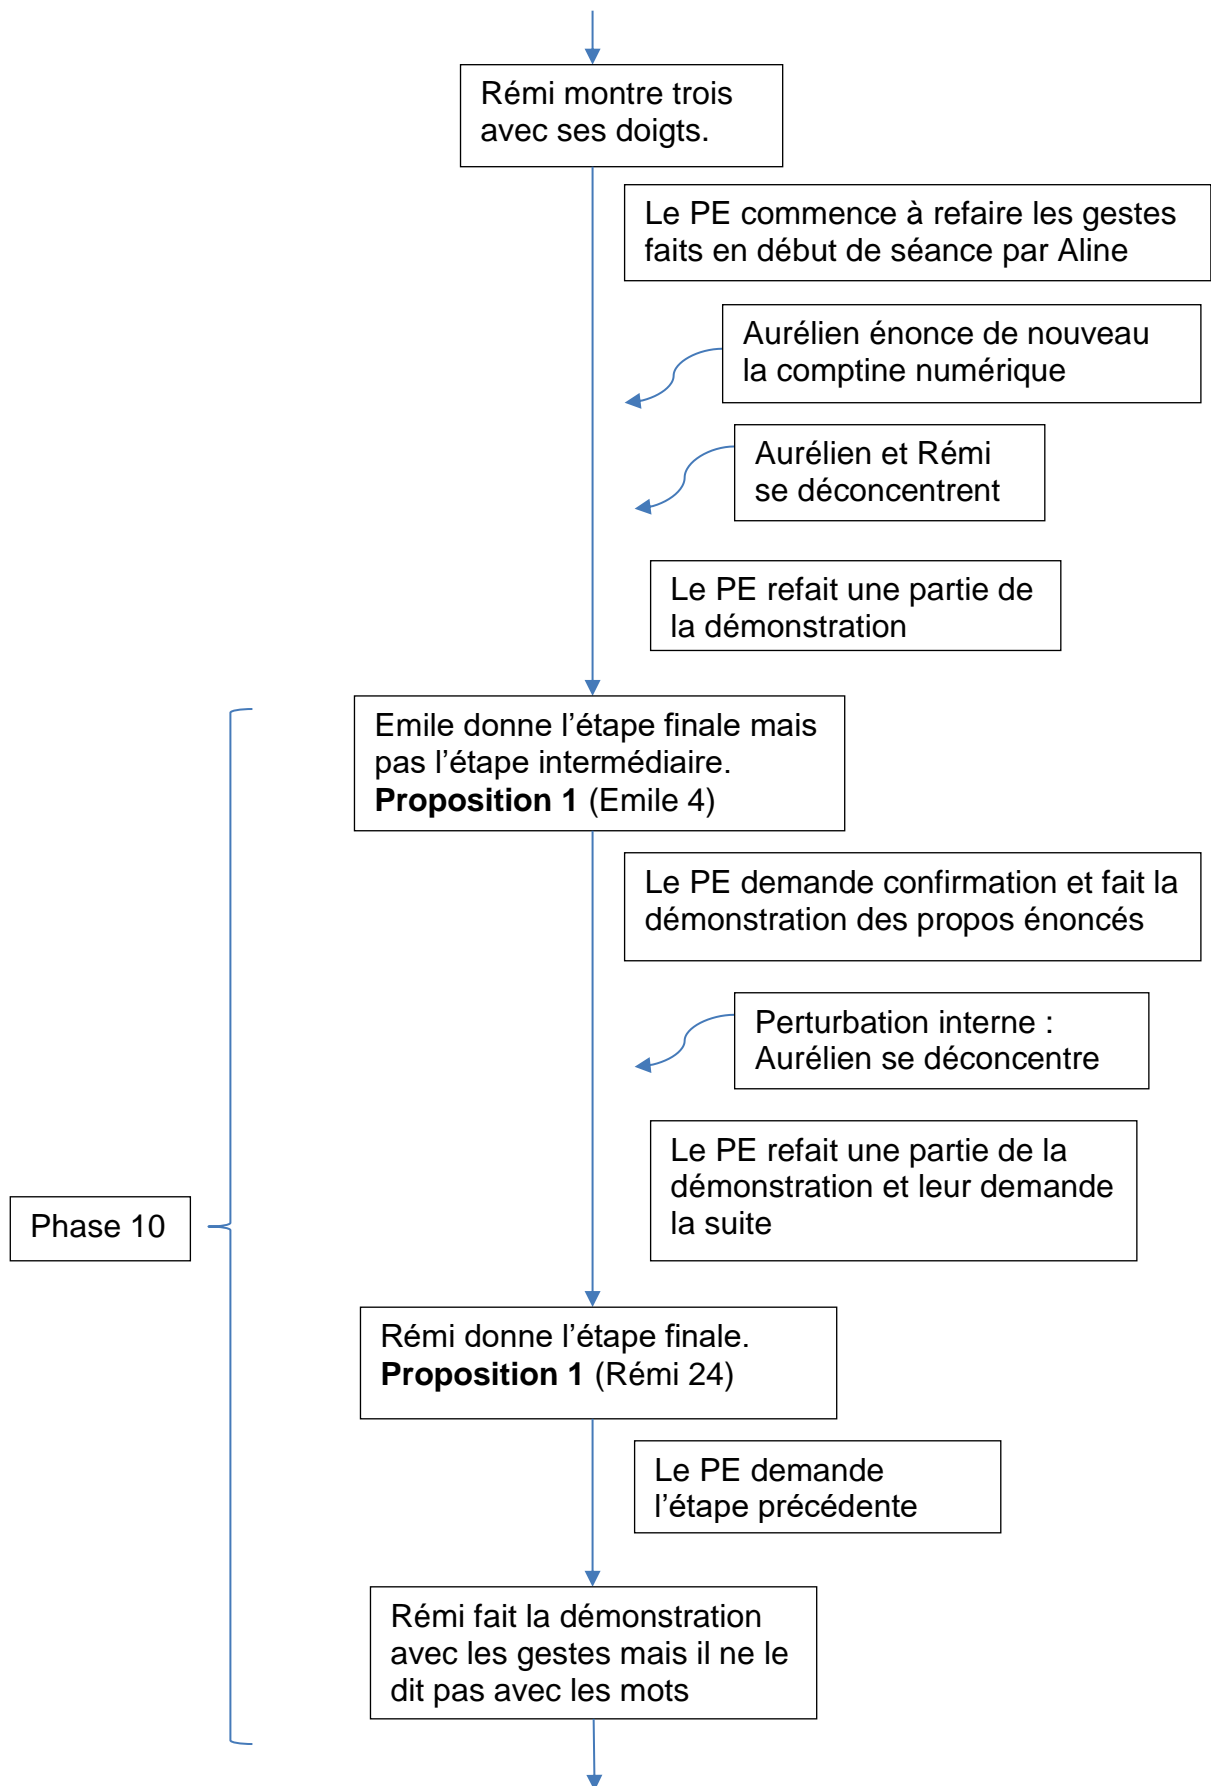 Rémi montre trois
avec ses doigts.
Le PE commence à refaire les gestes
faits en début de séance par Aline
Aurélien énonce de nouveau
la comptine numérique
Aurélien et Rémi
se déconcentrent
Le PE refait une partie de
la démonstration
Emile donne l’étape finale mais
pas l’étape intermédiaire.
Proposition 1 (Emile 4)
Le PE demande confirmation et fait la
démonstration des propos énoncés
Perturbation interne :
Aurélien se déconcentre
Le PE refait une partie de la
démonstration et leur demande
la suite
Phase 10
Rémi donne l’étape finale.
Proposition 1 (Rémi 24)
Le PE demande
l’étape précédente
Rémi fait la démonstration
avec les gestes mais il ne le
dit pas avec les mots